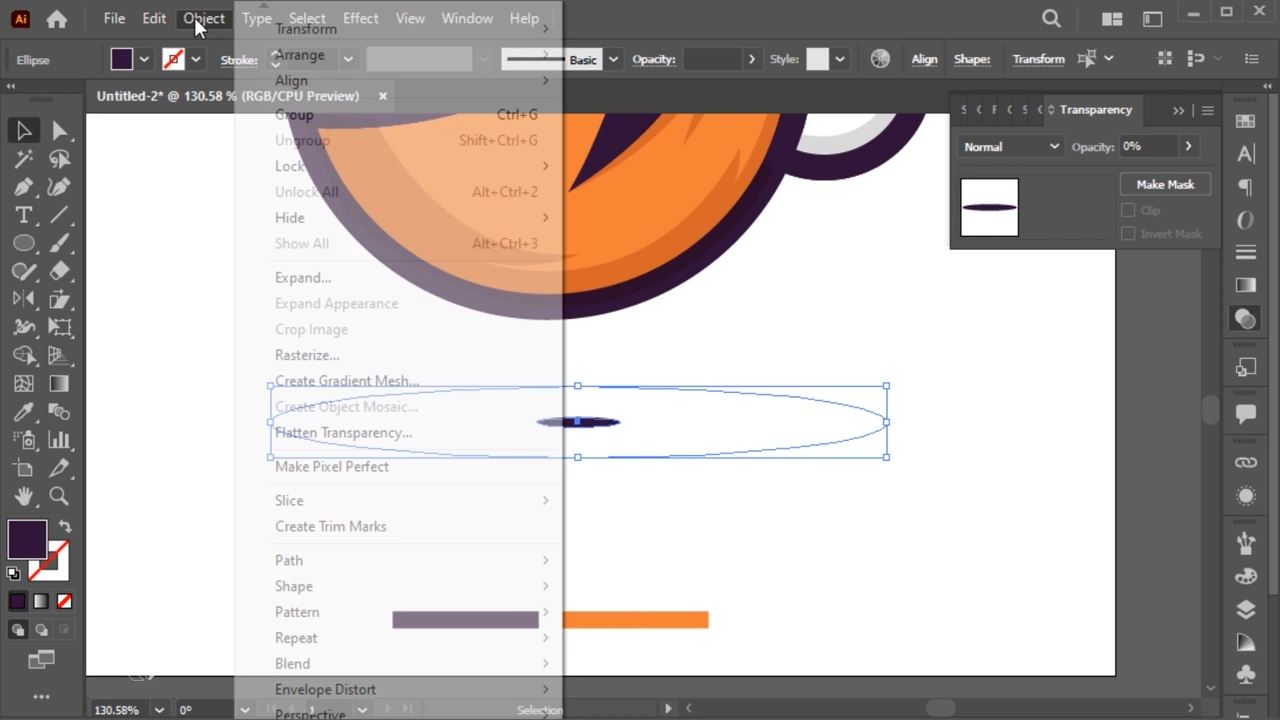 Ai File Edit Object Type Select Effect View Window Help
Ellipse Stroke: Basic Opacity: Style: Align Shape: Transform
Untitled-2* @ 130.58 % (RGB/CPU Preview) ×
Transform
Arrange
Align
Group Ctrl+G
Ungroup Shift+Ctrl+G
Lock
Unlock All Alt+Ctrl+2
Hide
Show All Alt+Ctrl+3
Expand...
Expand Appearance
Crop Image
Rasterize...
Create Gradient Mesh...
Create Object Mosaic...
Flatten Transparency...
Make Pixel Perfect
Slice
Create Trim Marks
Path
Shape
Pattern
Repeat
Blend
Envelope Distort
Perspective
Transparency
Normal Opacity: 0%
Make Mask
Clip
Invert Mask
130.58% 0° 1 Selection